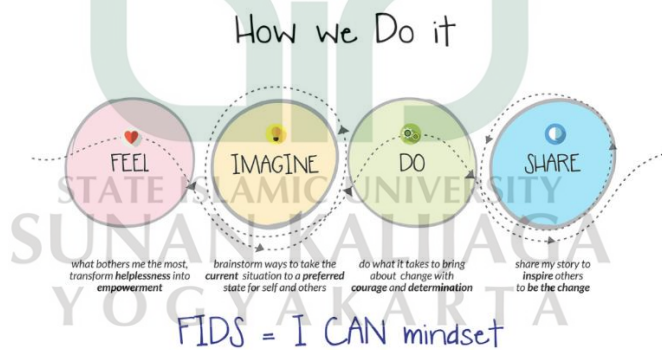 How we Do it
FEEL
IMAGINE
DO
SHARE
STATE ISLAMIC UNIVERSITY
SUNAN KALIJAGA
YOGYAKARTA
what bothers me the most,
transform helplessness into
empowerment
brainstorm ways to take the
current situation to a preferred
state for self and others
do what it takes to bring
about change with
courage and determination
share my story to
inspire others
to be the change
FIDS = I CAN mindset